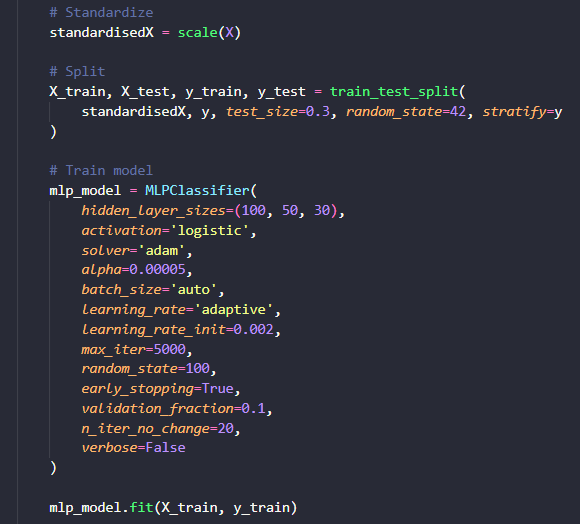 # Standardize
standardisedX = scale(X)
# Split
X_train, X_test, y_train, y_test = train_test_split(
standardisedX, y, test_size=0.3, random_state=42, stratify=y
)
# Train model
mlp_model = MLPClassifier(
hidden_layer_sizes=(100, 50, 30),
activation='logistic',
solver='adam',
alpha=0.00005,
batch_size='auto',
learning_rate='adaptive',
learning_rate_init=0.002,
max_iter=5000,
random_state=100,
early_stopping=True,
validation_fraction=0.1,
n_iter_no_change=20,
verbose=False
)
mlp_model.fit(X_train, y_train)